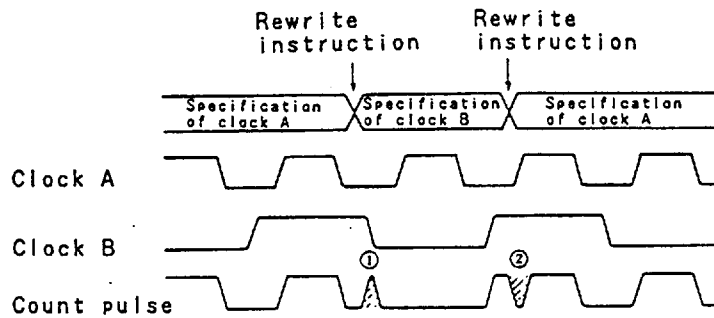 Rewrite
instruction
Rewrite
instruction
Specification
of clock A
Specification
of clock B
Specification
of clock A
Clock A
Clock B
①
②
Count pulse